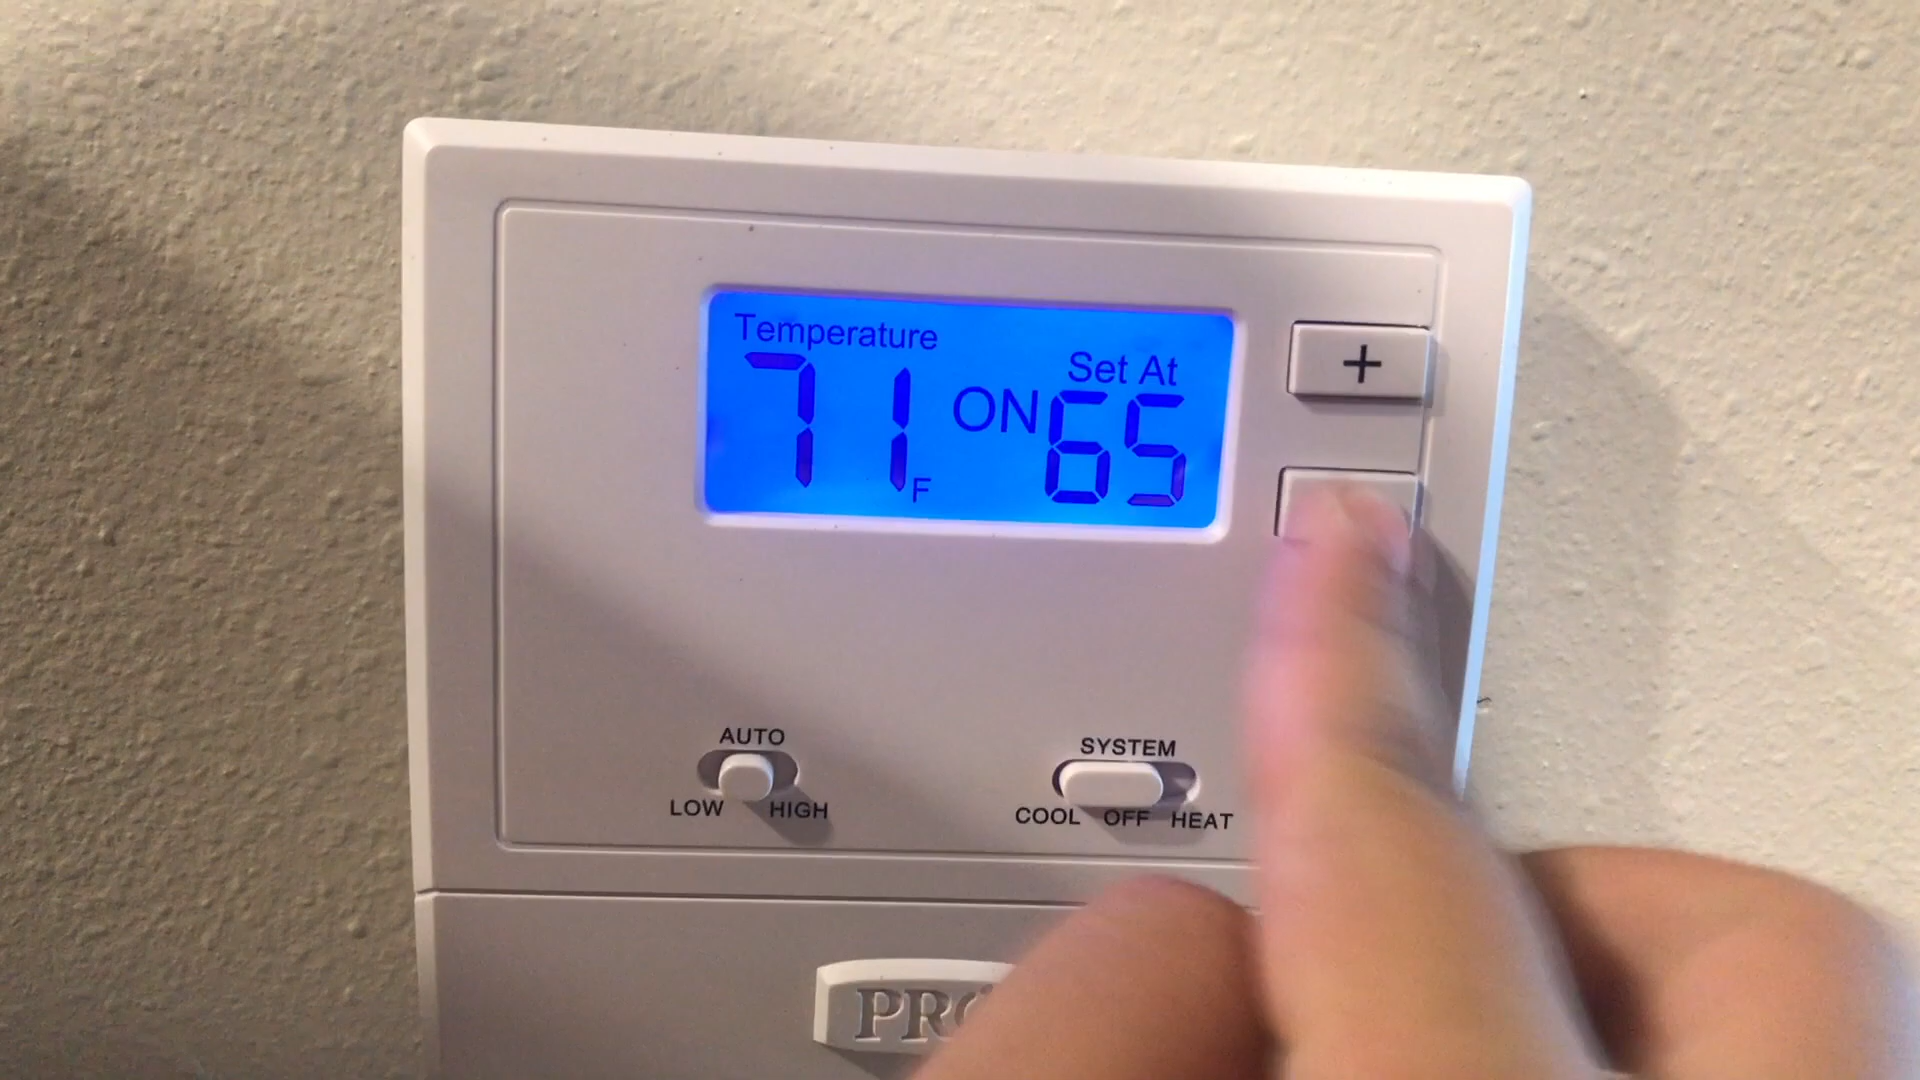 Temperature
Set At
71 F ON 65
+
AUTO
LOW HIGH
SYSTEM
COOL OFF HEAT